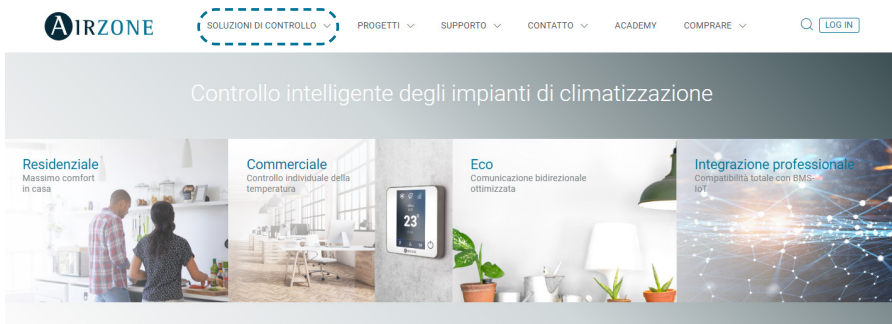 AIRZONE
SOLUZIONI DI CONTROLLO
PROGETTI
SUPPORTO
CONTATTO
ACADEMY
COMPRARE
LOG IN
Controllo intelligente degli impianti di climatizzazione
Residenziale
Massimo comfort
in casa
Commerciale
Controllo individuale della
temperatura
23
Eco
Comunicazione bidirezionale
ottimizzata
Integrazione professionale
Compatibilità totale con BMS-
IoT